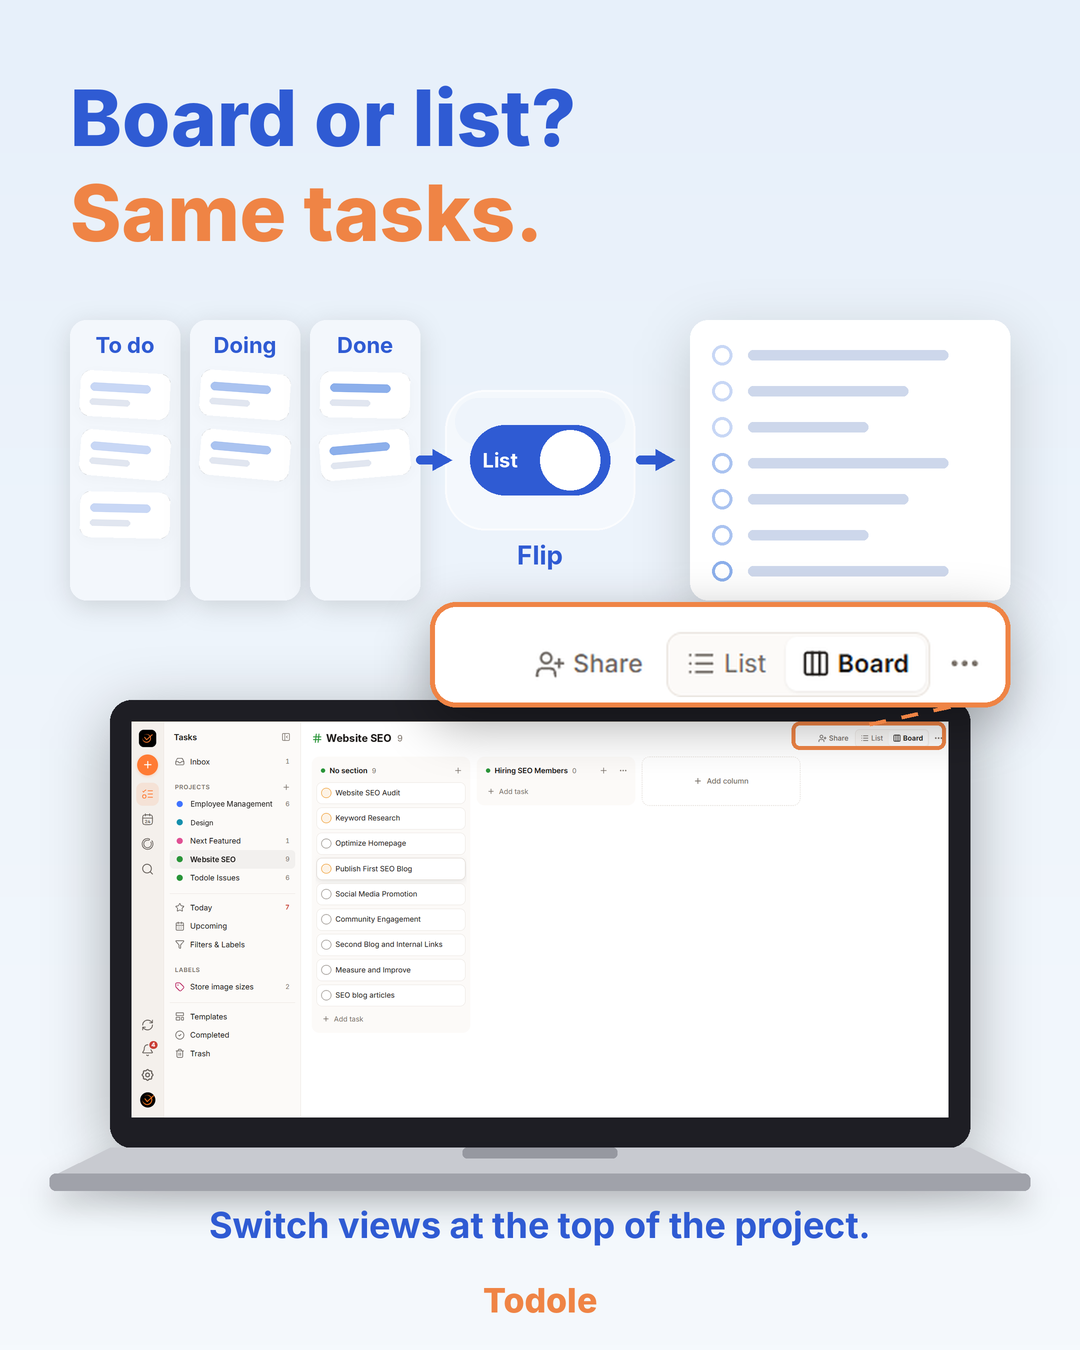 Board or list?
Same tasks.
To do
Doing
Done
List
Flip
Share
List
Board
Tasks
Inbox 1
PROJECTS
Employee Management 6
Design
Next Featured 1
Website SEO 9
Todole Issues 6
Today 7
Upcoming
Filters & Labels
LABELS
Store image sizes 2
Templates
Completed
Trash
4
# Website SEO 9
Share
List
Board
No section 9
Website SEO Audit
Keyword Research
Optimize Homepage
Publish First SEO Blog
Social Media Promotion
Community Engagement
Second Blog and Internal Links
Measure and Improve
SEO blog articles
+ Add task
Hiring SEO Members 0
+ Add task
+ Add column
Switch views at the top of the project.
Todole